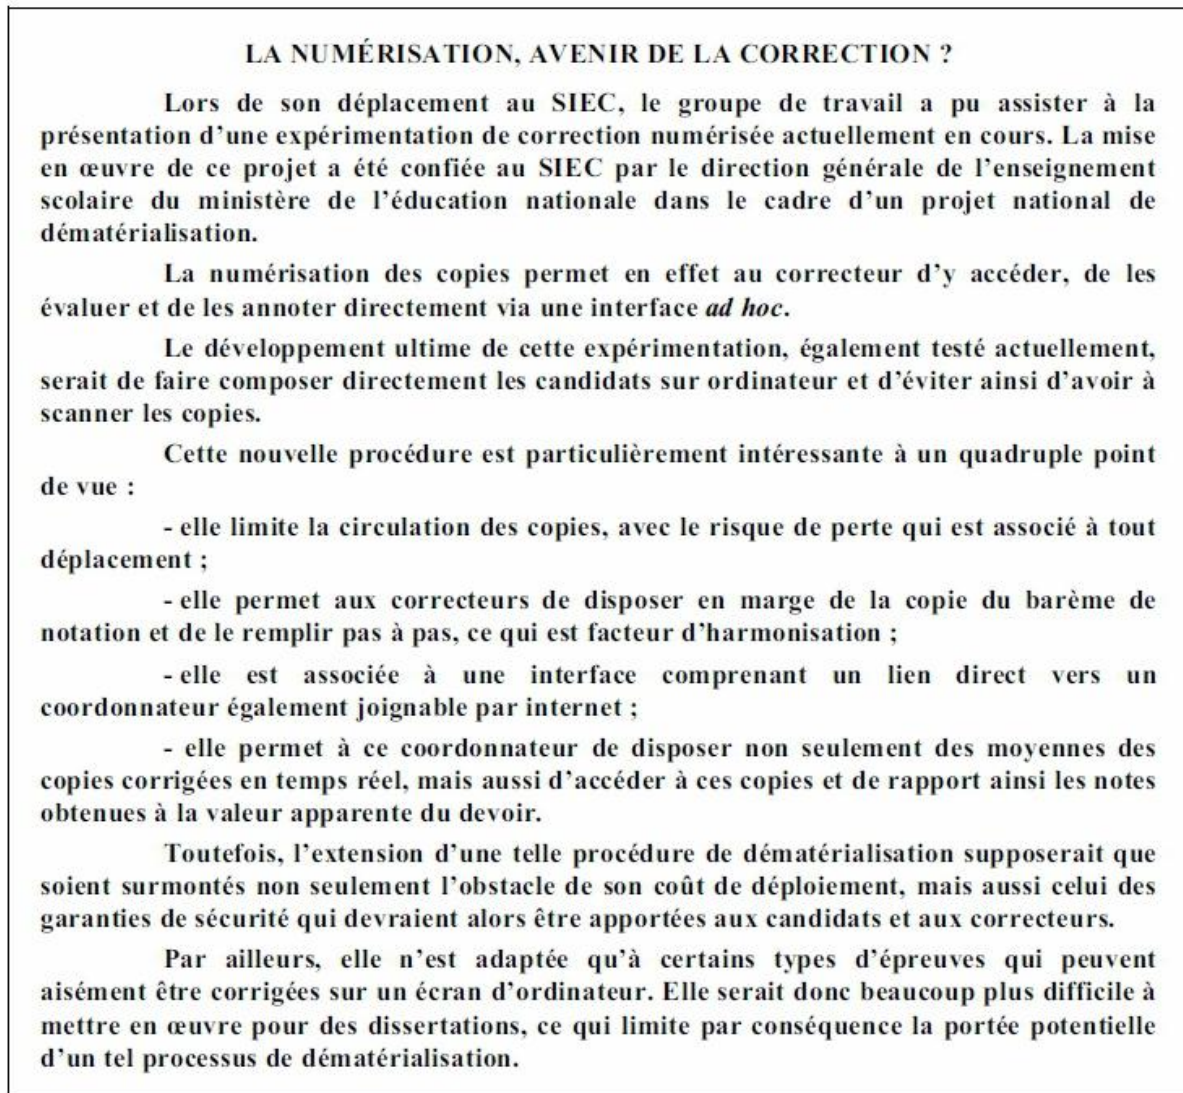 LA NUMÉRISATION, AVENIR DE LA CORRECTION ?
Lors de son déplacement au SIEC, le groupe de travail a pu assister à la
présentation d'une expérimentation de correction numérisée actuellement en cours. La mise
en œuvre de ce projet a été confiée au SIEC par le direction générale de l'enseignement
scolaire du ministère de l'éducation nationale dans le cadre d'un projet national de
dématérialisation.
La numérisation des copies permet en effet au correcteur d'y accéder, de les
évaluer et de les annoter directement via une interface ad hoc.
Le développement ultime de cette expérimentation, également testé actuellement,
serait de faire composer directement les candidats sur ordinateur et d'éviter ainsi d'avoir à
scanner les copies.
Cette nouvelle procédure est particulièrement intéressante à un quadruple point
de vue :
- elle limite la circulation des copies, avec le risque de perte qui est associé à tout
déplacement ;
- elle permet aux correcteurs de disposer en marge de la copie du barème de
notation et de le remplir pas à pas, ce qui est facteur d'harmonisation ;
- elle est associée à une interface comprenant un lien direct vers un
coordonnateur également joignable par internet ;
- elle permet à ce coordonnateur de disposer non seulement des moyennes des
copies corrigées en temps réel, mais aussi d'accéder à ces copies et de rapport ainsi les notes
obtenues à la valeur apparente du devoir.
Toutefois, l'extension d'une telle procédure de dématérialisation supposerait que
soient surmontés non seulement l'obstacle de son coût de déploiement, mais aussi celui des
garanties de sécurité qui devraient alors être apportées aux candidats et aux correcteurs.
Par ailleurs, elle n'est adaptée qu'à certains types d'épreuves qui peuvent
aisément être corrigées sur un écran d'ordinateur. Elle serait donc beaucoup plus difficile à
mettre en œuvre pour des dissertations, ce qui limite par conséquence la portée potentielle
d'un tel processus de dématérialisation.